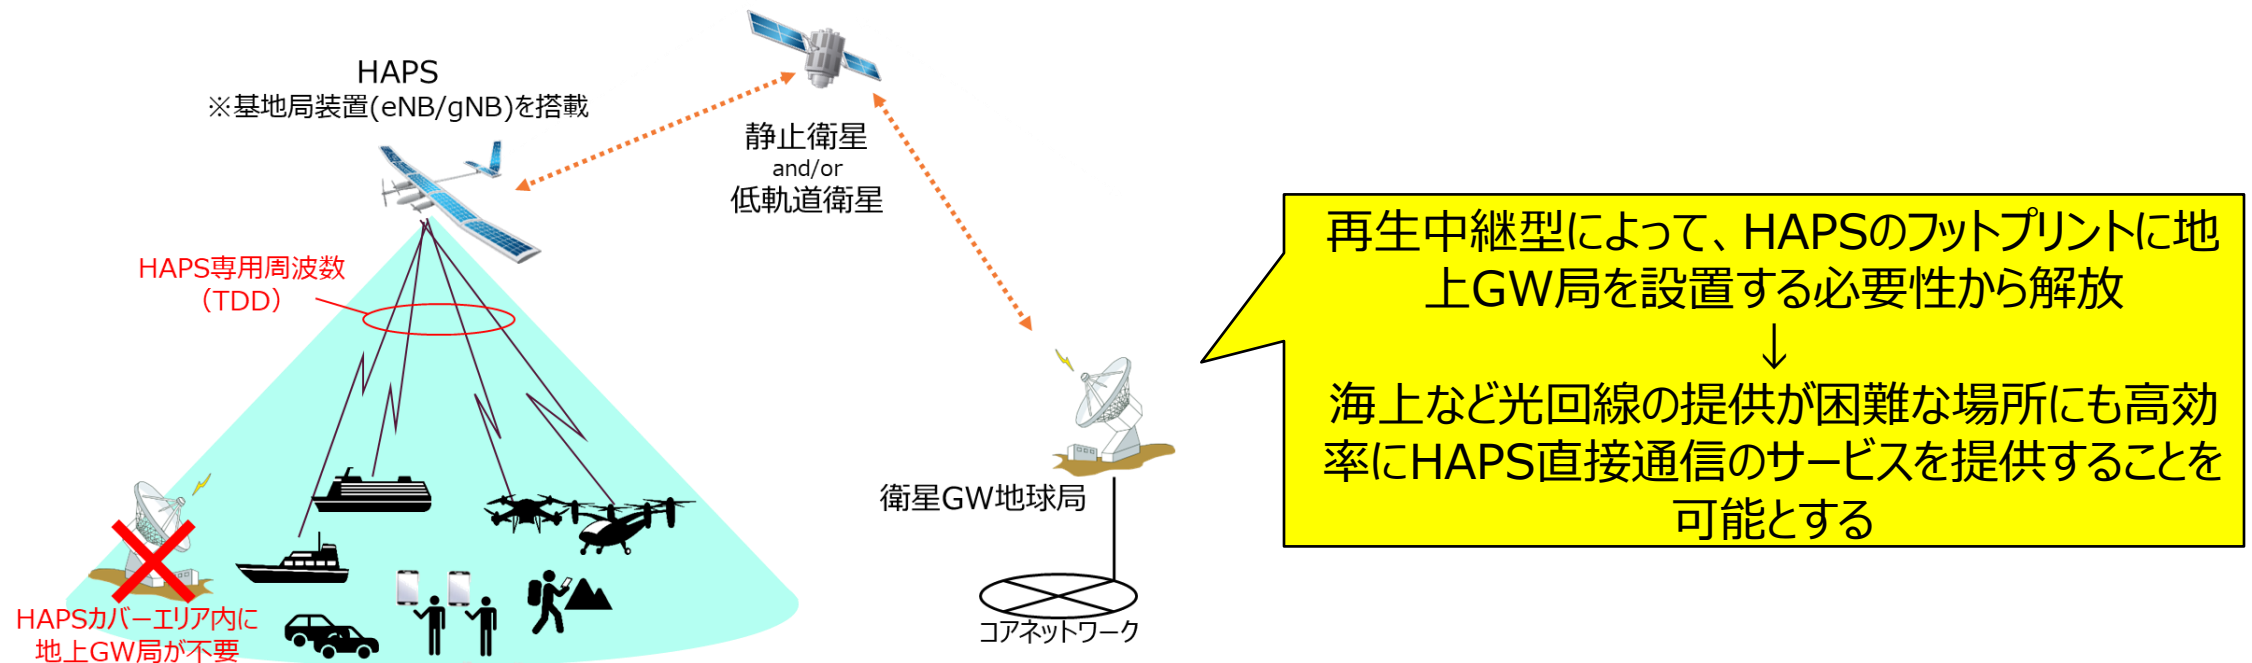 HAPS
※基地局装置(eNB/gNB)を搭載
静止衛星
and/or
低軌道衛星
HAPS専用周波数
（TDD）
再生中継型によって、HAPSのフットプリントに地
上GW局を設置する必要性から解放
↓
海上など光回線の提供が困難な場所にも高効
率にHAPS直接通信のサービスを提供することを
可能とする
衛星GW地球局
コアネットワーク
HAPSカバーエリア内に
地上GW局が不要